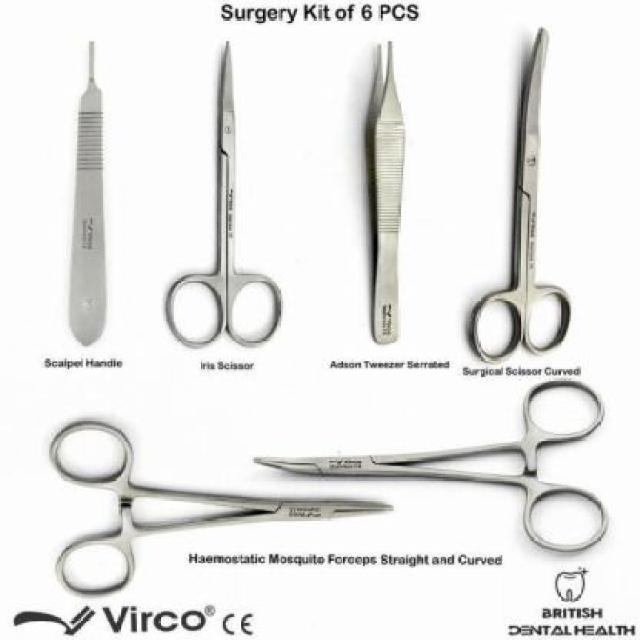 Surgery Kit of 6 PCS
Scalpel Handle
Iris Scissor
Adson Tweezer Serrated
Surgical Scissor Curved
Haemostatic Mosquito Forceps Straight and Curved
Virco® CE
BRITISH
DENTAL HEALTH